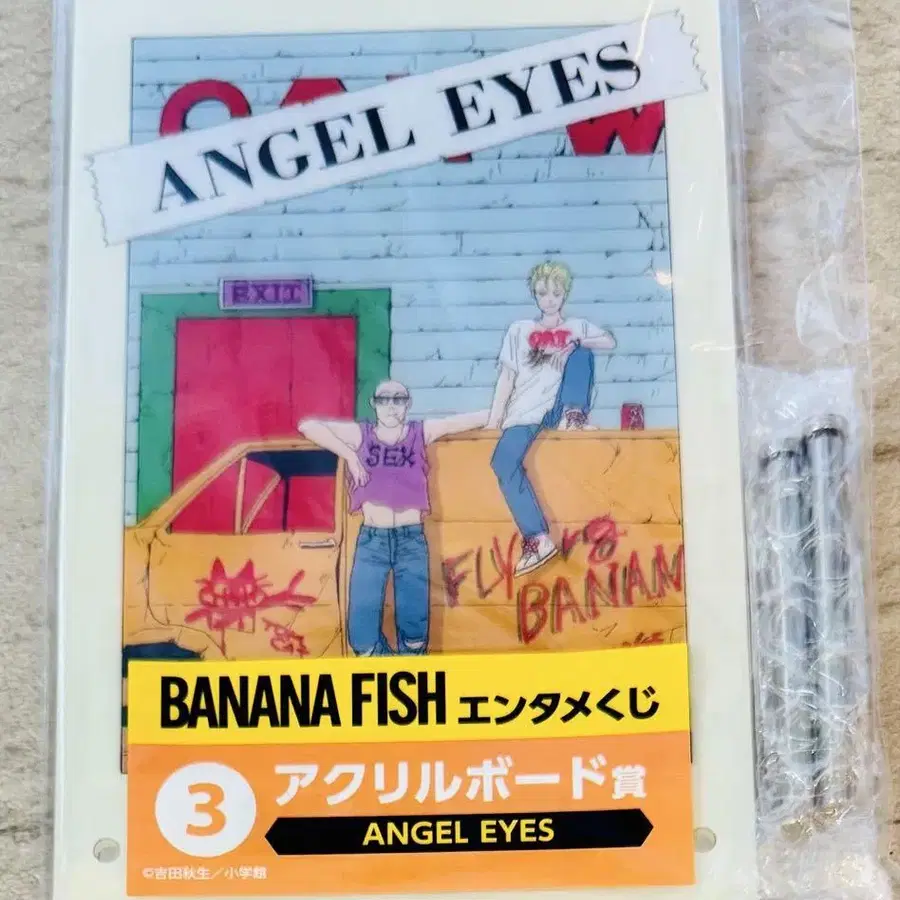 ANGEL EYES
EXIT
SEX
FLY
BANAN
BANANA FISH エンタメくじ
3 アクリルボード賞
ANGEL EYES
©吉田秋生/小学館